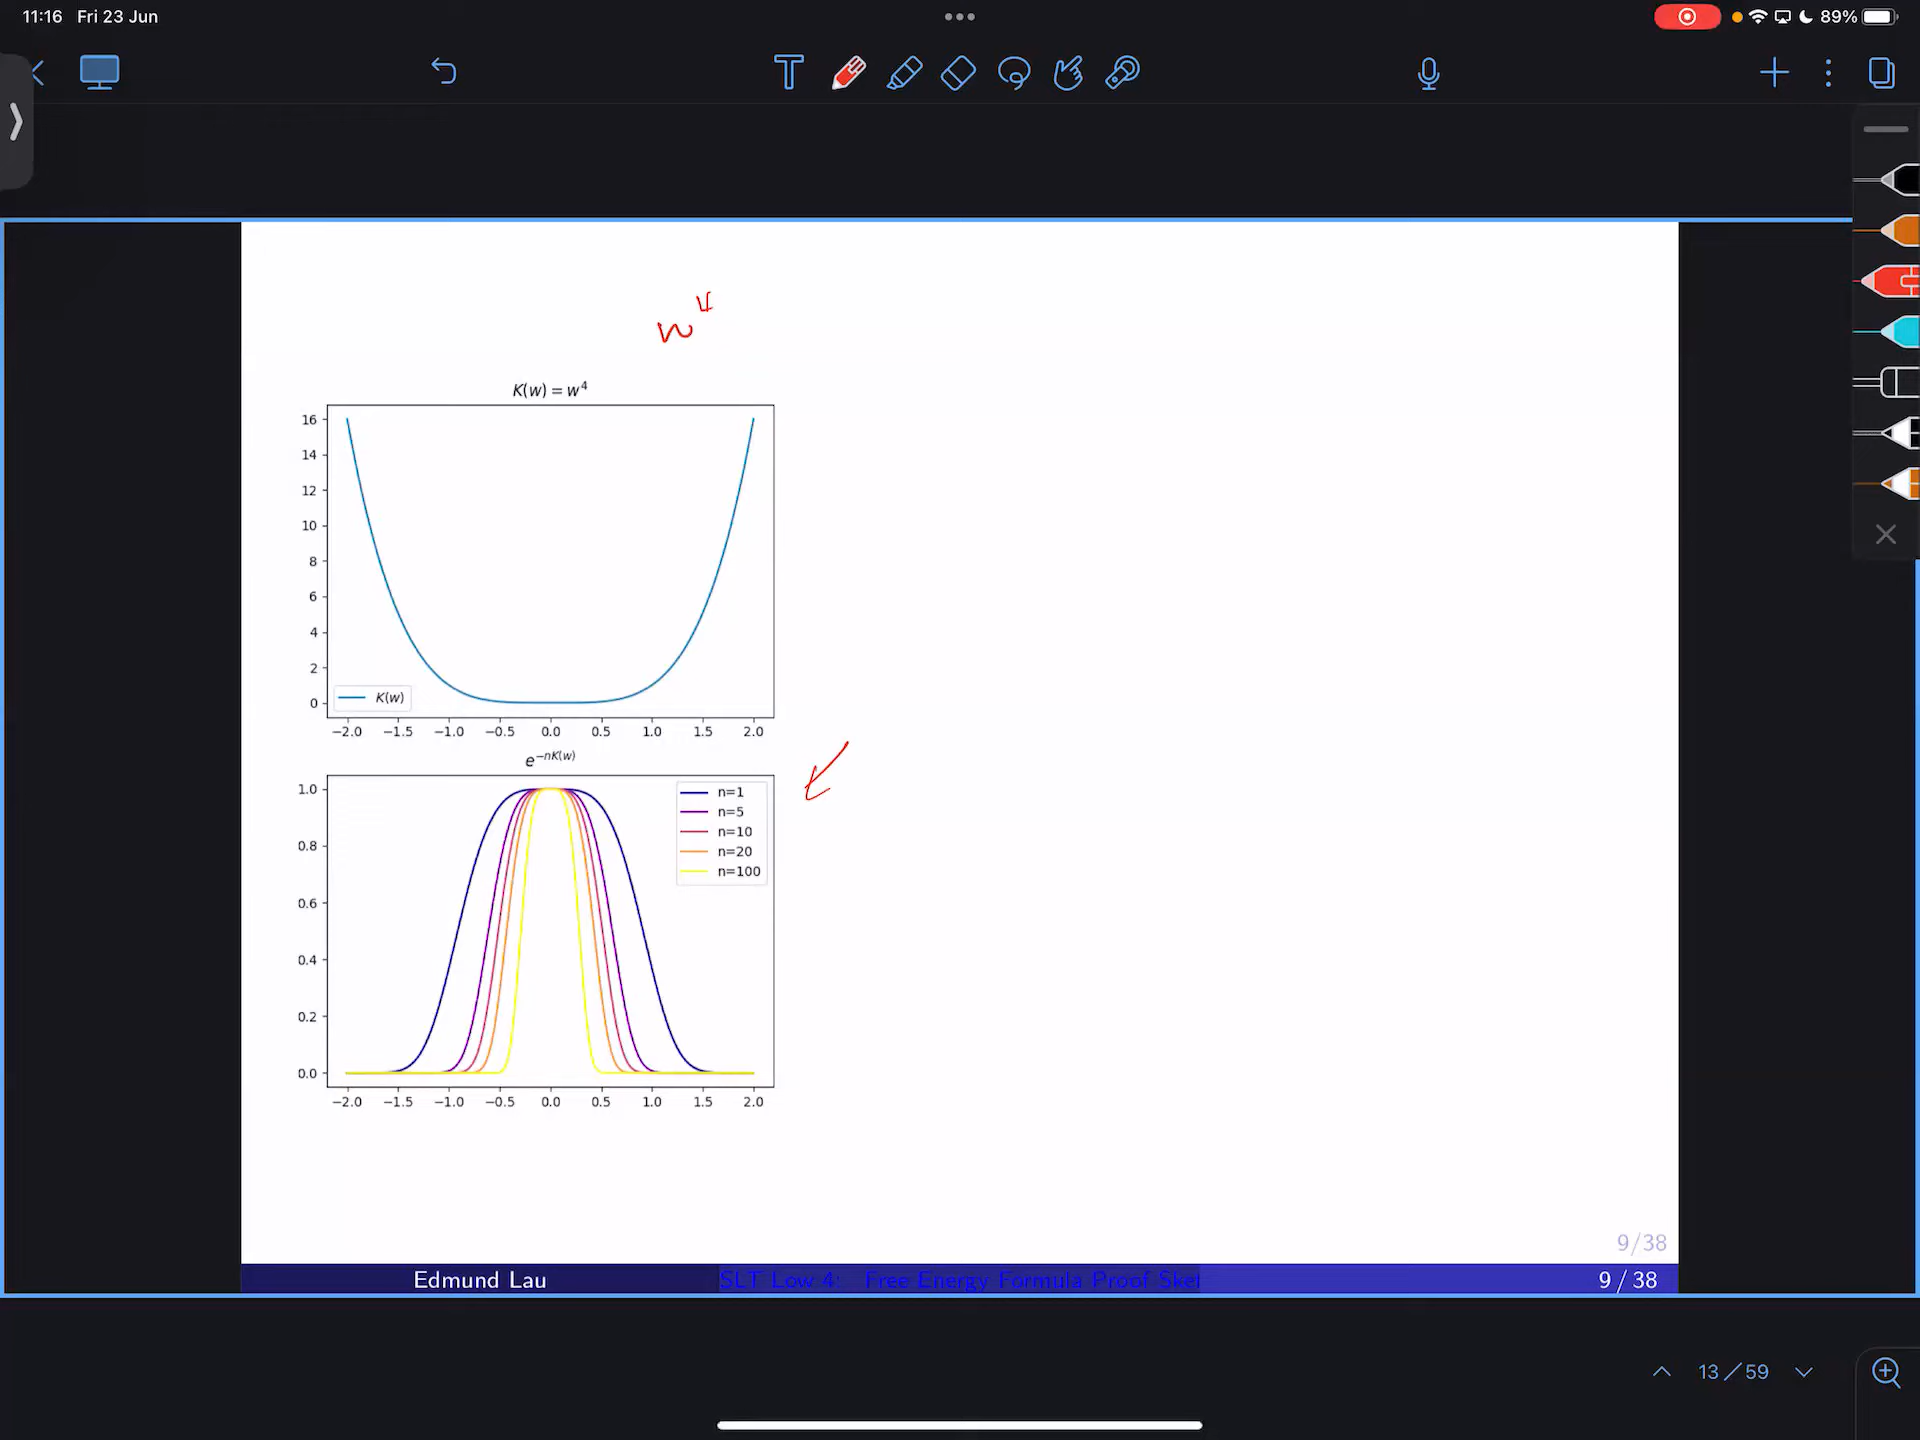 11:16 Fri 23 Jun
89%
w⁴
K(w) = w⁴
16
14
12
10
8
6
4
2
0
K(w)
−2.0 −1.5 −1.0 −0.5 0.0 0.5 1.0 1.5 2.0
e^{−nK(w)}
1.0
0.8
0.6
0.4
0.2
0.0
n=1
n=5
n=10
n=20
n=100
−2.0 −1.5 −1.0 −0.5 0.0 0.5 1.0 1.5 2.0
9/38
Edmund Lau SLT Low 4: Free Energy Formula Proof Sket 9 / 38
13/59